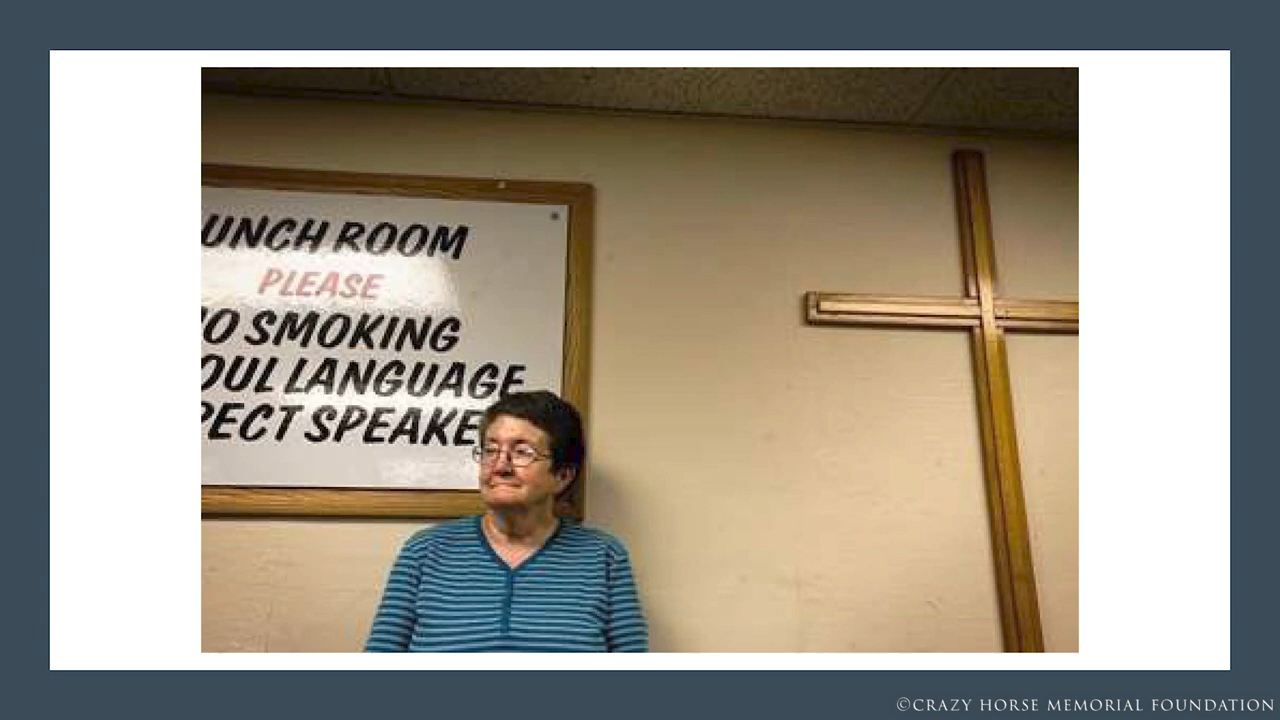 UNCH ROOM
PLEASE
O SMOKING
OUL LANGUAGE
PECT SPEAKE
©CRAZY HORSE MEMORIAL FOUNDATION